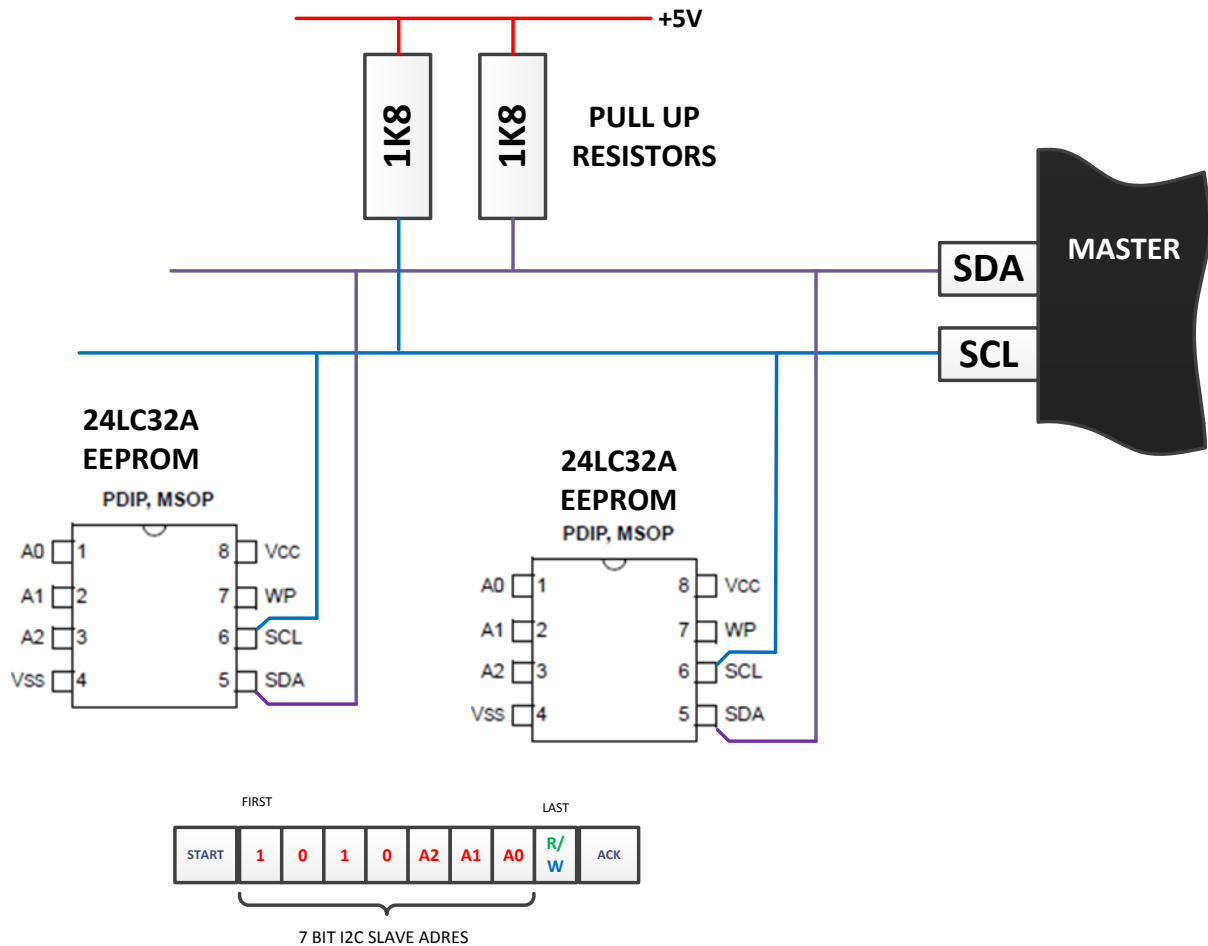 +5V
1K8
1K8
PULL UP
RESISTORS
MASTER
SDA
SCL
24LC32A
EEPROM
PDIP, MSOP
A0 1 8 Vcc
A1 2 7 WP
A2 3 6 SCL
Vss 4 5 SDA
24LC32A
EEPROM
PDIP, MSOP
A0 1 8 Vcc
A1 2 7 WP
A2 3 6 SCL
Vss 4 5 SDA
FIRST LAST
START 1 0 1 0 A2 A1 A0 R/ W ACK
7 BIT I2C SLAVE ADRES